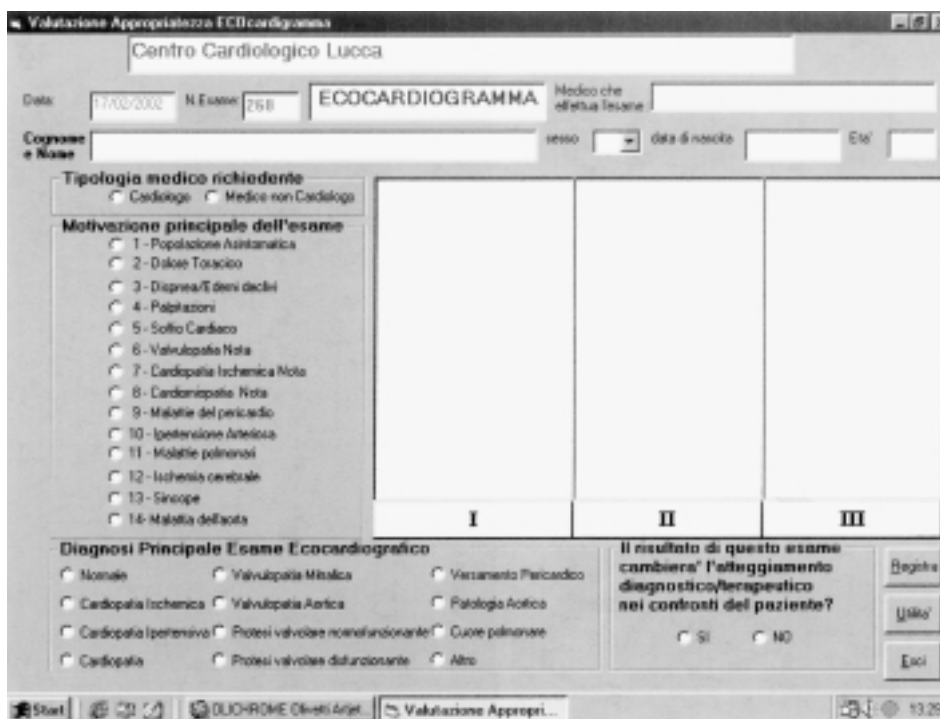 Valutazione Appropriatezza ECOcardigramma
Centro Cardiologico Lucca
Data: 17/02/2002 N.Esame: 268 ECOCARDIOGRAMMA Medico che effettua l'esame
Cognome e Nome sesso data di nascita Eta'
Tipologia medico richiedente
Cardiologo Medico non Cardiologo
Motivazione principale dell'esame
1 - Popolazione Asintomatica
2 - Dolore Toracico
3 - Dispnea/Edemi declivi
4 - Palpitazioni
5 - Soffio Cardiaco
6 - Valvulopatia Nota
7 - Cardiopatia Ischemica Nota
8 - Cardiomiopatia Nota
9 - Malattie del pericardio
10 - Ipertensione Arteriosa
11 - Malattie polmonari
12 - Ischemia cerebrale
13 - Sincope
14- Malattia dell'aorta
I II III
Diagnosi Principale Esame Ecocardiografico
Normale Valvulopatia Mitralica Versamento Pericardico
Cardiopatia Ischemica Valvulopatia Aortica Patologia Aortica
Cardiopatia Ipertensiva Protesi valvolare normofunzionante Cuore polmonare
Cardiopatia Protesi valvolare disfunzionante Altro
Il risultato di questo esame
cambiera' l'atteggiamento
diagnostico/terapeutico
nei confronti del paziente?
SI NO
Registra
Utilita'
Esci
Start OLICHROME Olivetti Artjet... Valutazione Appropri... 13.29